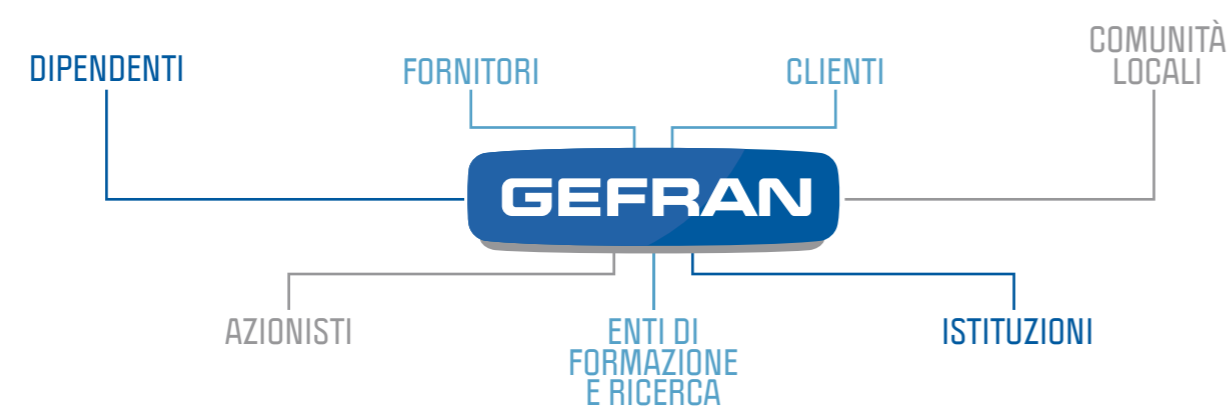 DIPENDENTI
FORNITORI
CLIENTI
COMUNITÀ
LOCALI
GEFRAN
AZIONISTI
ENTI DI
FORMAZIONE
E RICERCA
ISTITUZIONI